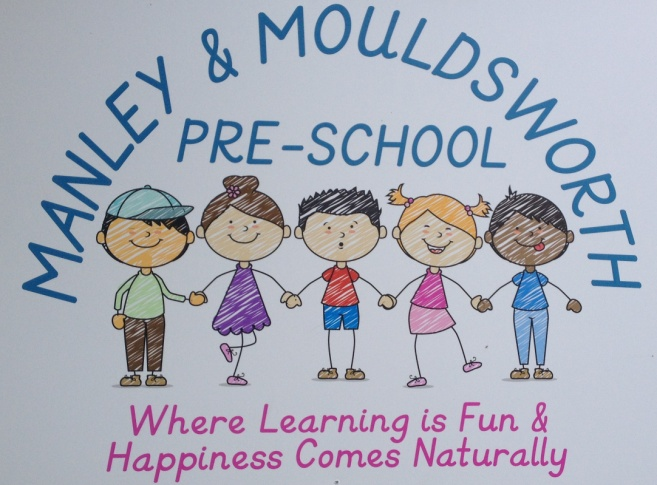 MANLEY & MOULDSWORTH
PRE-SCHOOL
Where Learning is Fun &
Happiness Comes Naturally